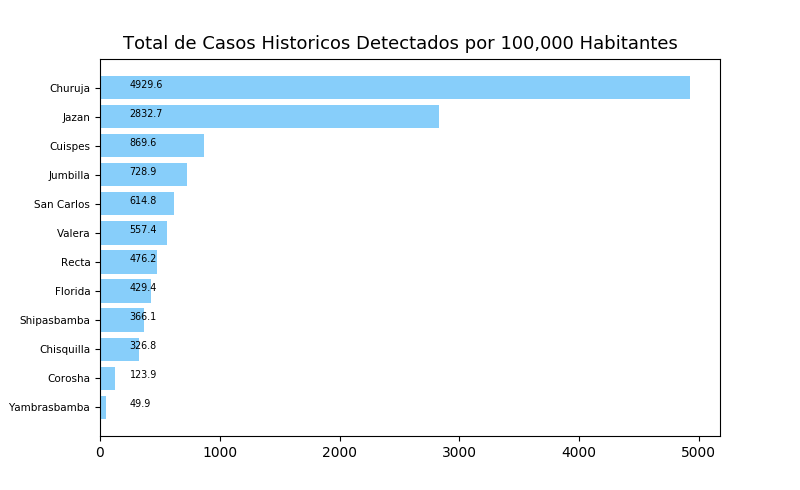 Total de Casos Historicos Detectados por 100,000 Habitantes
Churuja 4929.6
Jazan 2832.7
Cuispes 869.6
Jumbilla 728.9
San Carlos 614.8
Valera 557.4
Recta 476.2
Florida 429.4
Shipasbamba 366.1
Chisquilla 326.8
Corosha 123.9
Yambrasbamba 49.9
0 1000 2000 3000 4000 5000